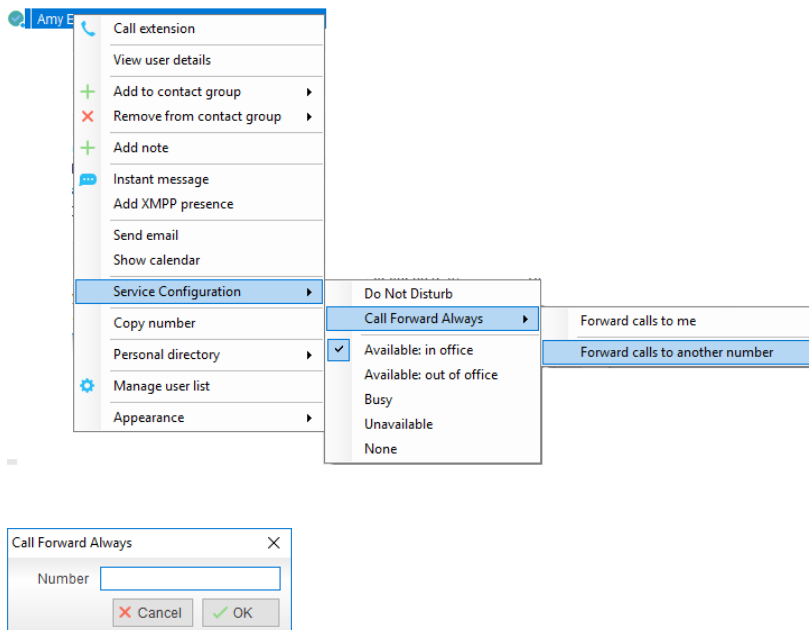 Amy E
Call extension
View user details
Add to contact group
Remove from contact group
Add note
Instant message
Add XMPP presence
Send email
Show calendar
Service Configuration
Copy number
Personal directory
Manage user list
Appearance
Do Not Disturb
Call Forward Always
Available: in office
Available: out of office
Busy
Unavailable
None
Forward calls to me
Forward calls to another number
Call Forward Always
Number
Cancel
OK